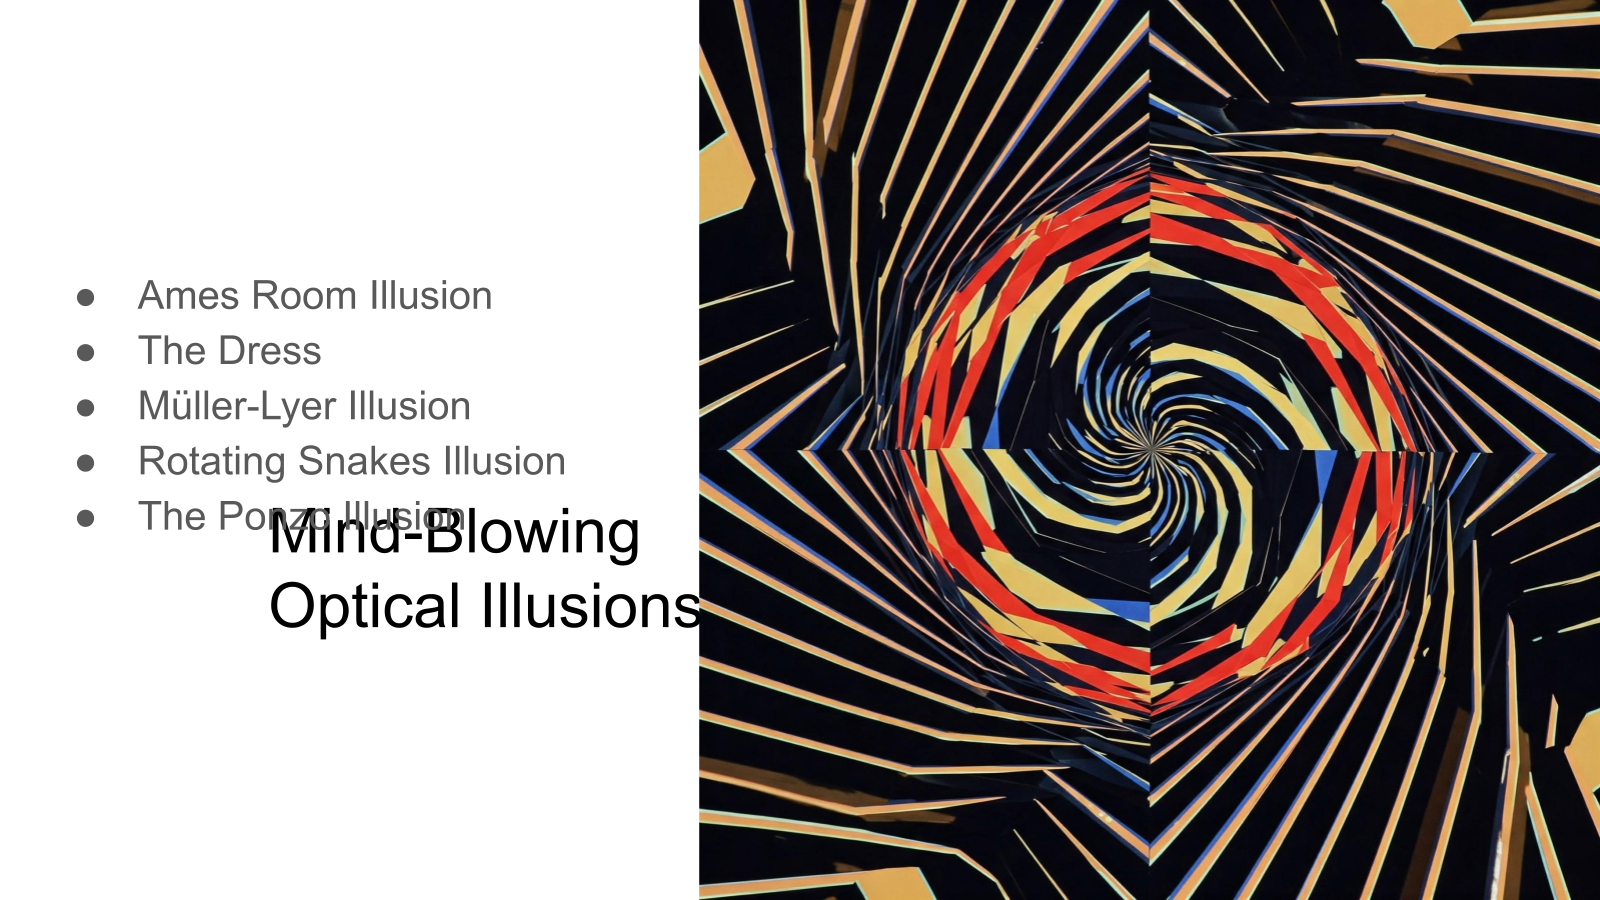 ● Ames Room Illusion
● The Dress
● Müller-Lyer Illusion
● Rotating Snakes Illusion
● The Ponzo Illusion
Mind-Blowing
Optical Illusions